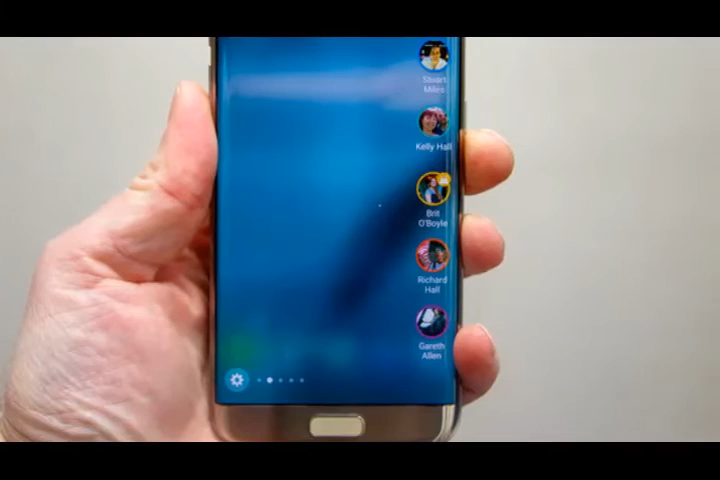 Stuart
Miles
Kelly Hall
Brit
O'Boyle
Richard
Hall
Gareth
Allen